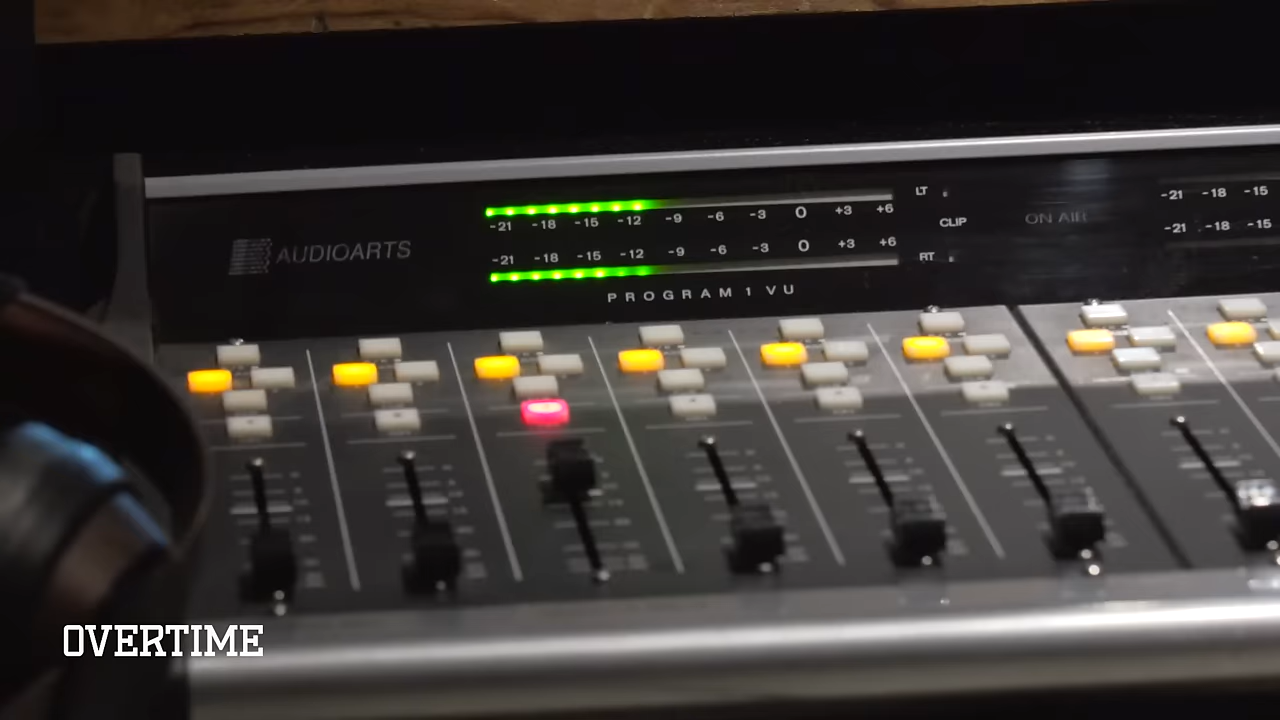 -21 -18 -15 -12 -9 -6 -3 0 +3 +6 LT
CLIP
ON AIR
-21 -18 -15
AUDIOARTS
-21 -18 -15 -12 -9 -6 -3 0 +3 +6 RT
-21 -18 -15
PROGRAM 1 VU
OVERTIME